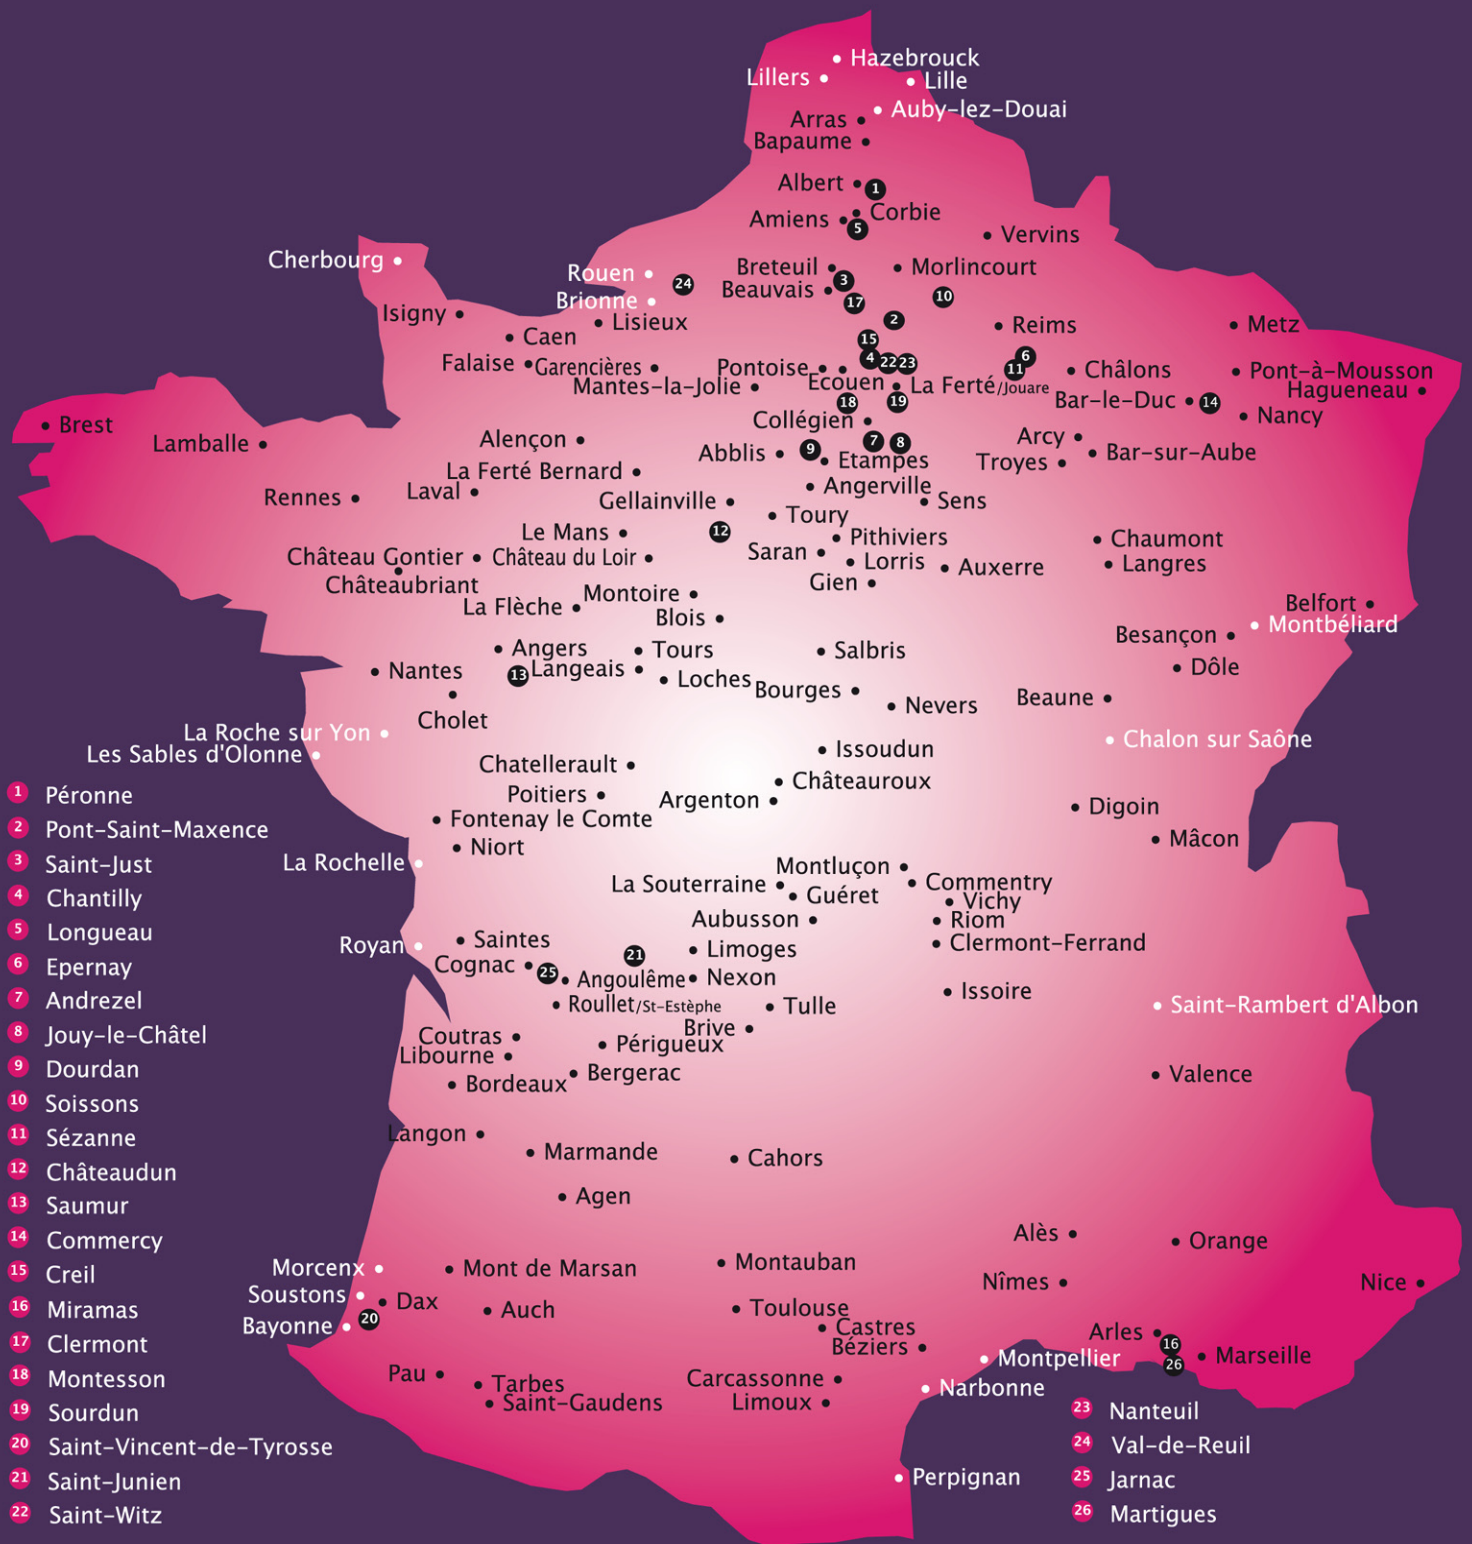 Hazebrouck
Lillers
Lille
Auby-lez-Douai
Arras
Bapaume
Albert
1
Corbie
Amiens
5
Vervins
Cherbourg
Rouen
24
Breteuil
Morlincourt
3
Beauvais
10
Brionne
17
Isigny
Lisieux
2
Reims
Metz
Caen
15
Falaise
Garencières
Pontoise
4
22
23
6
11
Châlons
Pont-à-Mousson
Mantes-la-Jolie
Ecouen
La Ferté/Jouare
Hagueneau
18
19
Bar-le-Duc
14
Brest
Collégien
Nancy
Lamballe
Alençon
7
8
Arcy
Abblis
9
Bar-sur-Aube
Etampes
Troyes
La Ferté Bernard
Rennes
Laval
Angerville
Gellainville
Sens
Toury
Le Mans
12
Pithiviers
Chaumont
Saran
Château Gontier
Château du Loir
Lorris
Auxerre
Langres
Châteaubriant
Gien
Montoire
La Flèche
Belfort
Blois
Montbéliard
Besançon
Angers
Tours
Salbris
Nantes
13
Langeais
Dôle
Loches
Bourges
Beaune
Nevers
Cholet
La Roche sur Yon
Chalon sur Saône
Les Sables d'Olonne
Issoudun
Chatellerault
Châteauroux
Poitiers
Argenton
Digoin
Fontenay le Comte
Mâcon
Niort
La Rochelle
Montluçon
La Souterraine
Commentry
Guéret
Vichy
Aubusson
Riom
Royan
Saintes
Limoges
Clermont-Ferrand
21
Cognac
25
Angoulême
Nexon
Issoire
Roullet/St-Estèphe
Tulle
Saint-Rambert d'Albon
Brive
Coutras
Périgueux
Libourne
Bergerac
Valence
Bordeaux
Langon
Marmande
Cahors
Agen
Alès
Orange
Morcenx
Mont de Marsan
Montauban
Nîmes
Nice
Soustons
Dax
Auch
Toulouse
20
Bayonne
Castres
Arles
Béziers
16
Montpellier
26
Marseille
Pau
Tarbes
Carcassonne
Narbonne
Saint-Gaudens
Limoux
Perpignan
1 Péronne
2 Pont-Saint-Maxence
3 Saint-Just
4 Chantilly
5 Longueau
6 Epernay
7 Andrezel
8 Jouy-le-Châtel
9 Dourdan
10 Soissons
11 Sézanne
12 Châteaudun
13 Saumur
14 Commercy
15 Creil
16 Miramas
17 Clermont
18 Montesson
19 Sourdun
20 Saint-Vincent-de-Tyrosse
21 Saint-Junien
22 Saint-Witz
23 Nanteuil
24 Val-de-Reuil
25 Jarnac
26 Martigues